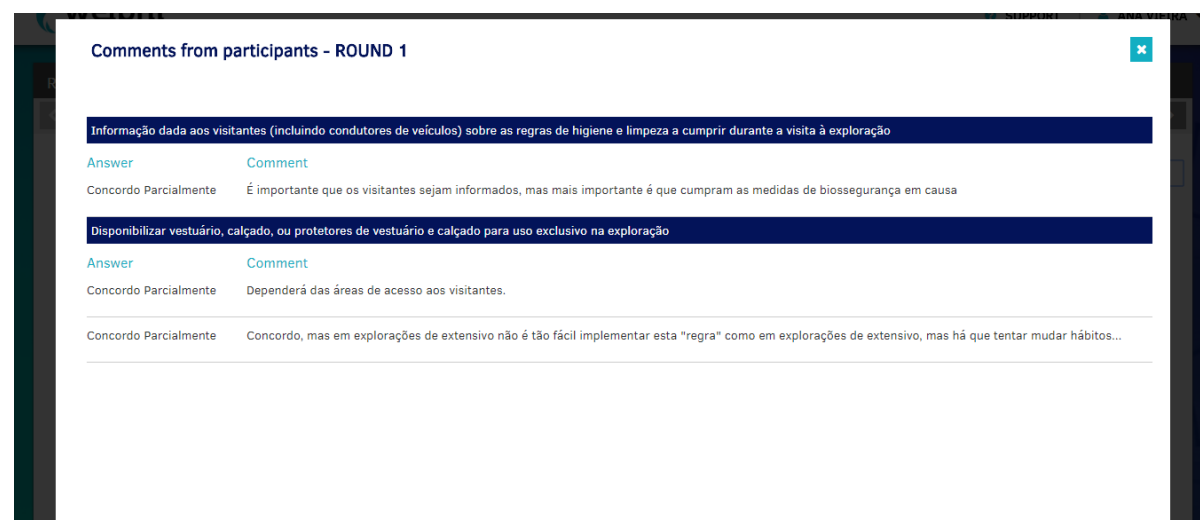 SUPPORT
ANA VIEIRA
Comments from participants - ROUND 1
Informação dada aos visitantes (incluindo condutores de veículos) sobre as regras de higiene e limpeza a cumprir durante a visita à exploração
Answer Comment
Concordo Parcialmente É importante que os visitantes sejam informados, mas mais importante é que cumpram as medidas de biossegurança em causa
Disponibilizar vestuário, calçado, ou protetores de vestuário e calçado para uso exclusivo na exploração
Answer Comment
Concordo Parcialmente Dependerá das áreas de acesso aos visitantes.
Concordo Parcialmente Concordo, mas em explorações de extensivo não é tão fácil implementar esta "regra" como em explorações de extensivo, mas há que tentar mudar hábitos...